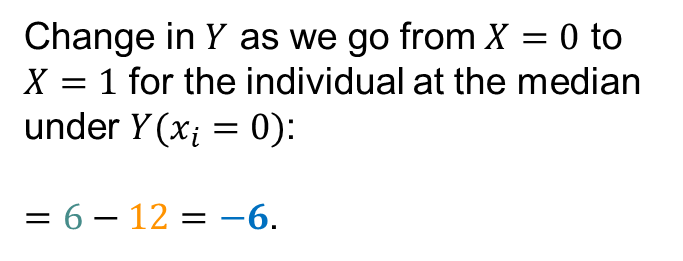 Change in Y as we go from X = 0 to
X = 1 for the individual at the median
under Y(xᵢ = 0):
= 6 − 12 = −6.